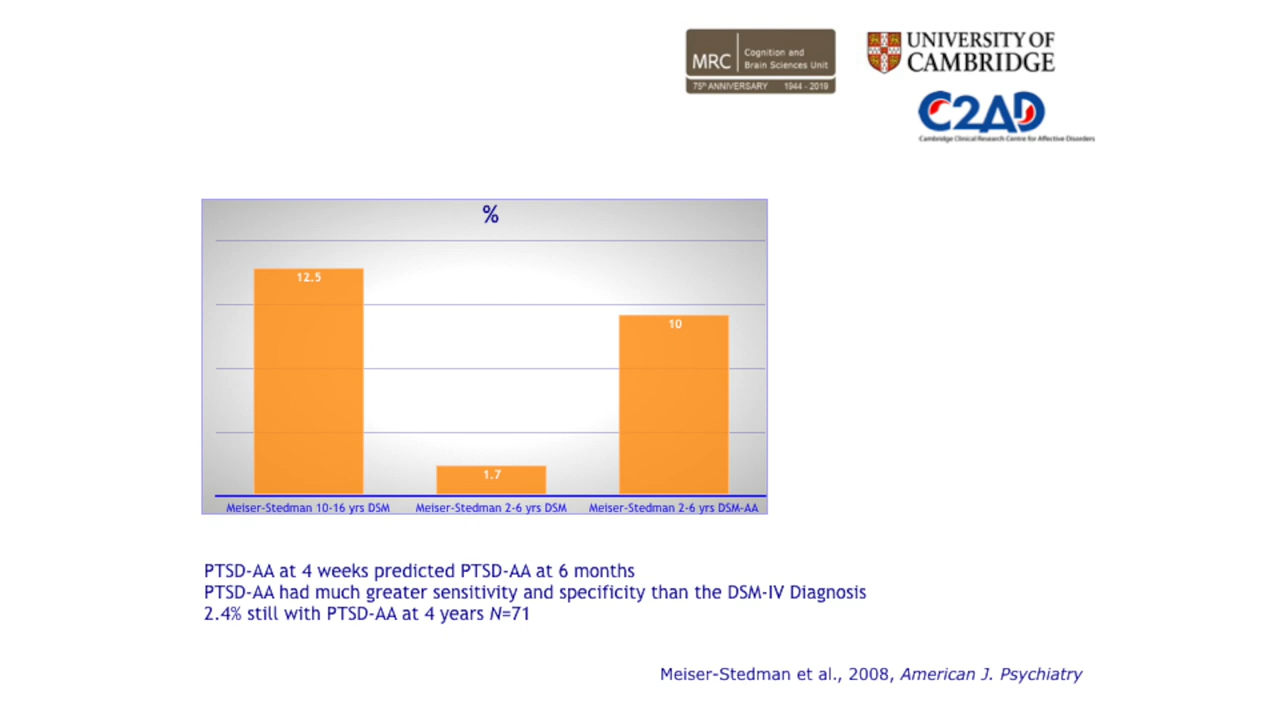 MRC
Cognition and
Brain Sciences Unit
75th ANNIVERSARY 1944 - 2019
UNIVERSITY OF
CAMBRIDGE
C2AD
Cambridge Clinical Research Centre for Affective Disorders
%
12.5
1.7
10
Meiser-Stedman 10-16 yrs DSM
Meiser-Stedman 2-6 yrs DSM
Meiser-Stedman 2-6 yrs DSM-AA
PTSD-AA at 4 weeks predicted PTSD-AA at 6 months
PTSD-AA had much greater sensitivity and specificity than the DSM-IV Diagnosis
2.4% still with PTSD-AA at 4 years N=71
Meiser-Stedman et al., 2008, American J. Psychiatry